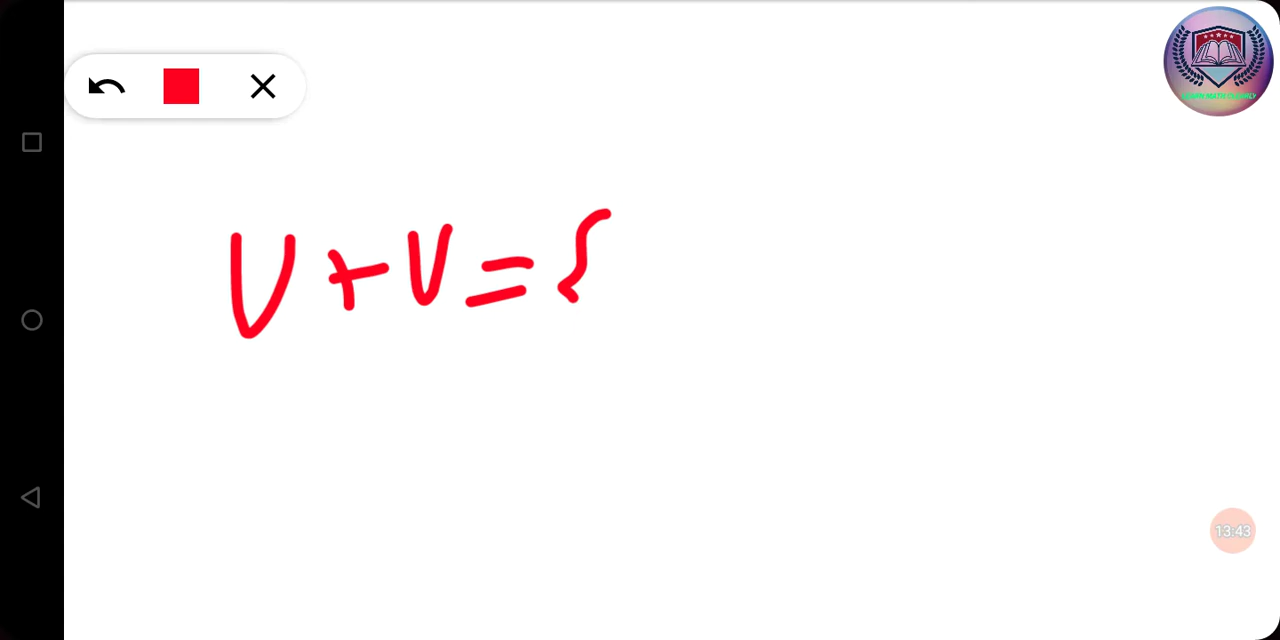 U + V = {
13:43